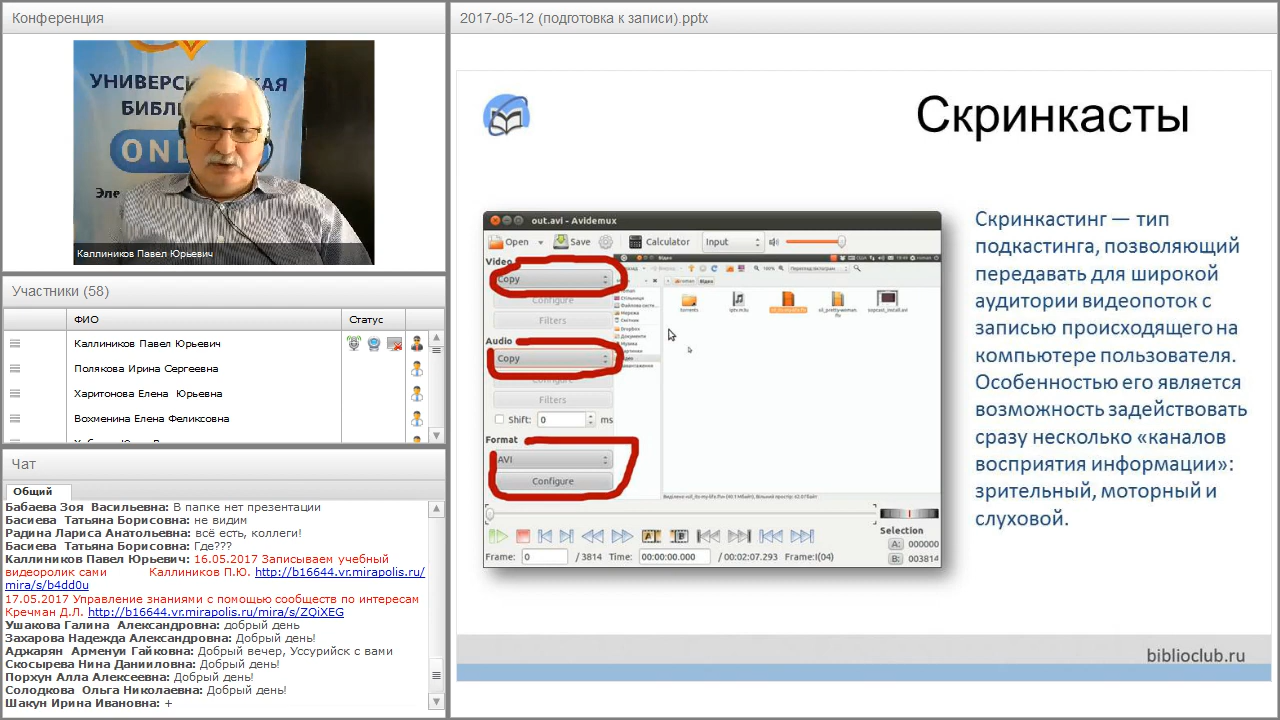 Конференция
УНИВЕРСИТЕТСКАЯ
ONL
Эле
Каллиников Павел Юрьевич
Участники (58)
ФИО Статус
Каллиников Павел Юрьевич
Полякова Ирина Сергеевна
Харитонова Елена Юрьевна
Вохменина Елена Феликсовна
Чат
Общий
Бабаева Зоя Васильевна: В папке нет презентации
Басиева Татьяна Борисовна: не видим
Радина Лариса Анатольевна: всё есть, коллеги!
Басиева Татьяна Борисовна: Где???
Каллиников Павел Юрьевич: 16.05.2017 Записываем учебный
видеоролик сами Каллиников П.Ю. http://b16644.vr.mirapolis.ru/
mira/s/b4dd0u
17.05.2017 Управление знаниями с помощью сообществ по интересам
Кречман Д.Л. http://b16644.vr.mirapolis.ru/mira/s/ZQiXEG
Ушакова Галина Александровна: добрый день
Захарова Надежда Александровна: Добрый день!
Аджарян Арменуи Гайковна: Добрый вечер, Уссурийск с вами
Скосырева Нина Данииловна: Добрый день!
Порхун Алла Алексеевна: Добрый день!
Солодкова Ольга Николаевна: Добрый день!
Шакун Ирина Ивановна: +
2017-05-12 (подготовка к записи).pptx
Скринкасты
out.avi - Avidemux
Open Save Calculator Input
Video
Copy
Configure
Filters
Audio
Copy
Configure
Filters
Shift: 0 ms
Format
AVI
Configure
torrents iptv.m3u
Selection
A: 000000
B: 003814
Frame: 0 / 3814 Time: 00:00:00.000 / 00:02:07.293 Frame:I(04)
Скринкастинг — тип
подкастинга, позволяющий
передавать для широкой
аудитории видеопоток с
записью происходящего на
компьютере пользователя.
Особенностью его является
возможность задействовать
сразу несколько «каналов
восприятия информации»:
зрительный, моторный и
слуховой.
biblioclub.ru